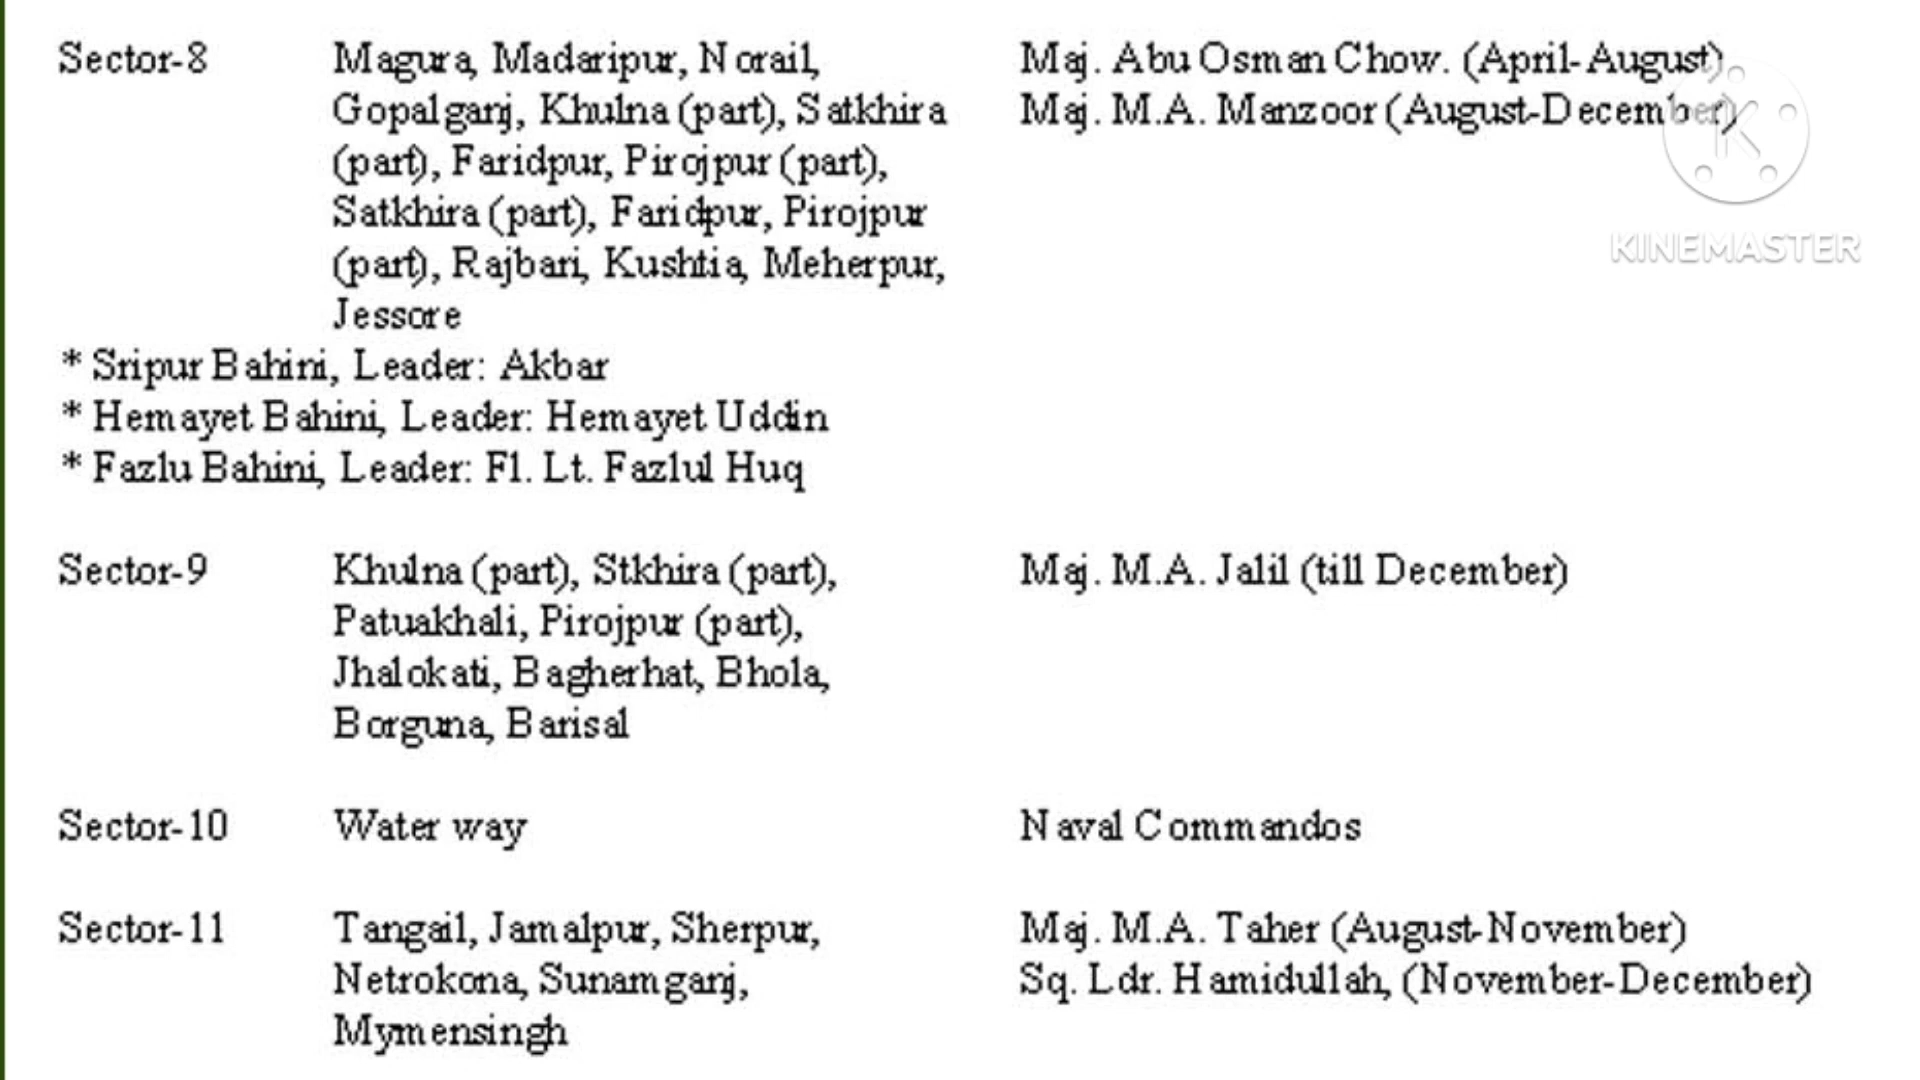 Sector-8 Magura, Madaripur, Norail, Maj. Abu Osman Chow. (April-August)
Gopalganj, Khulna (part), Satkhira Maj. M.A. Manzoor (August-December)
(part), Faridpur, Pirojpur (part),
Satkhira (part), Faridpur, Pirojpur
(part), Rajbari, Kushtia, Meherpur,
Jessore
* Sripur Bahini, Leader: Akbar
* Hemayet Bahini, Leader: Hemayet Uddin
* Fazlu Bahini, Leader: Fl. Lt. Fazlul Huq
Sector-9 Khulna (part), Stkhira (part), Maj. M.A. Jalil (till December)
Patuakhali, Pirojpur (part),
Jhalokati, Bagherhat, Bhola,
Borguna, Barisal
Sector-10 Water way Naval Commandos
Sector-11 Tangail, Jamalpur, Sherpur, Maj. M.A. Taher (August-November)
Netrokona, Sunamganj, Sq. Ldr. Hamidullah, (November-December)
Mymensingh
K
KINEMASTER